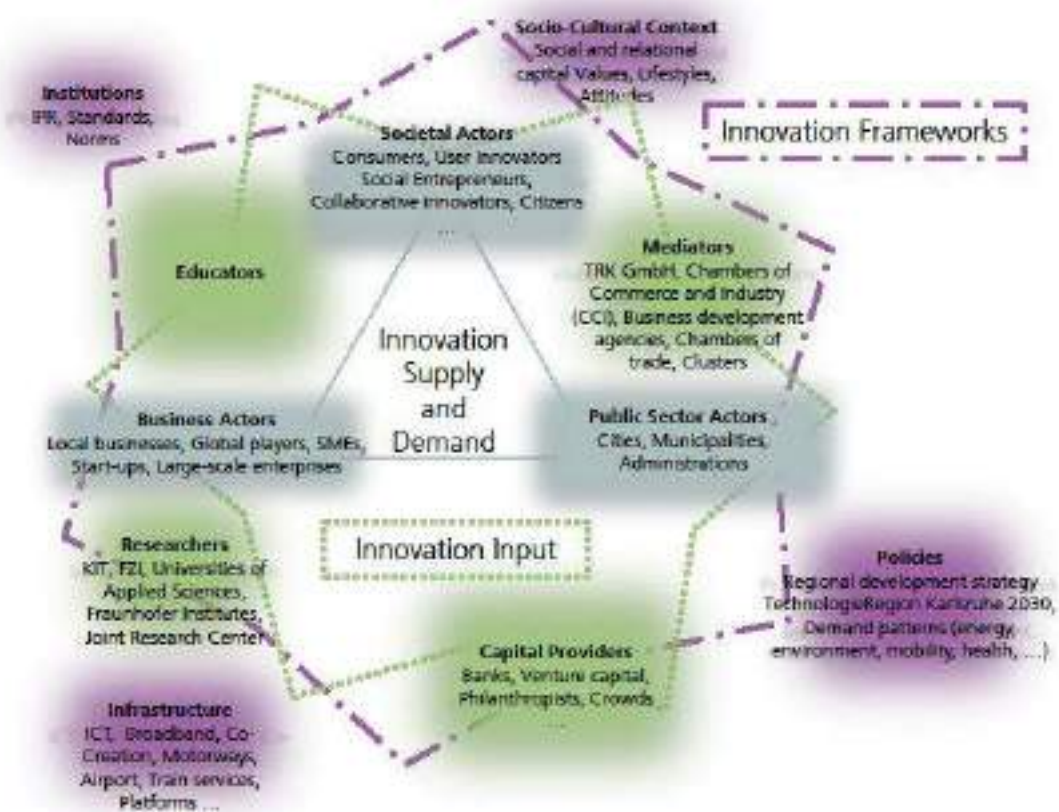 Socio-Cultural Context
Social and relational
capital Values, Lifestyles,
Attitudes
Institutions
IPR, Standards,
Norms
Innovation Frameworks
Societal Actors
Consumers, User Innovators
Social Entrepreneurs,
Collaborative Innovators, Citizens
...
Educators
Mediators
TRK GmbH, Chambers of
Commerce and Industry
(CCI), Business development
agencies, Chambers of
trade, Clusters
Innovation
Supply
and
Demand
Business Actors
Local businesses, Global players, SMEs,
Start-ups, Large-scale enterprises
Public Sector Actors
Cities, Municipalities,
Administrations
Innovation Input
Researchers
KIT, FZI, Universities of
Applied Sciences,
Fraunhofer Institutes,
Joint Research Center
Policies
Regional development strategy
TechnologieRegion Karlsruhe 2030,
Demand patterns (energy,
environment, mobility, health, ...)
Capital Providers
Banks, Venture capital,
Philanthropists, Crowds
...
Infrastructure
ICT, Broadband, Co-
Creation, Motorways,
Airport, Train services,
Platforms ...